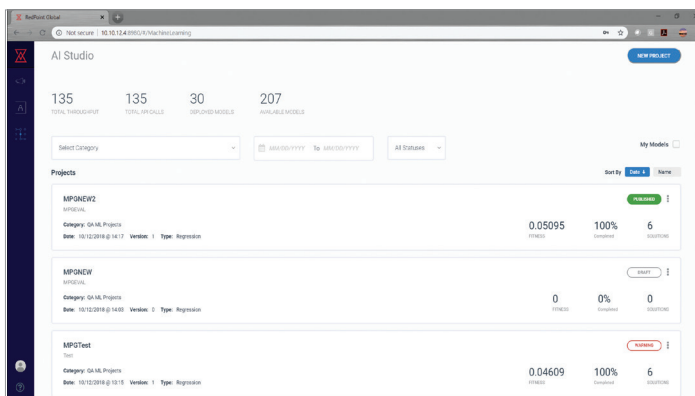 RedPoint Global
Not secure | 10.10.12.4:8980/X/MachineLearning
AI Studio
NEW PROJECT
135 135 30 207
TOTAL THROUGHPUT TOTAL API CALLS DEPLOYED MODELS AVAILABLE MODELS
Select Category MM/DD/YYYY To MM/DD/YYYY All Statuses My Models
Projects Sort By Date Name
MPGNEW2 PUBLISHED
MPGEVAL
Category: QA ML Projects 0.05095 100% 6
Date: 10/12/2018 @ 14:17 Version: 1 Type: Regression FITNESS Completed SOLUTIONS
MPGNEW DRAFT
MPGEVAL
Category: QA ML Projects 0 0% 0
Date: 10/12/2018 @ 14:03 Version: 0 Type: Regression FITNESS Completed SOLUTIONS
MPGTest WARNING
Test
Category: QA ML Projects 0.04609 100% 6
Date: 10/12/2018 @ 13:15 Version: 1 Type: Regression FITNESS Completed SOLUTIONS